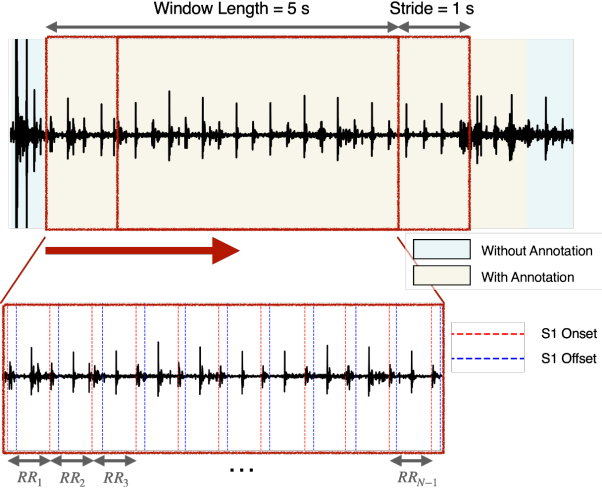 Window Length = 5 s
Stride = 1 s
Without Annotation
With Annotation
S1 Onset
S1 Offset
...
RR1
RR2
RR3
RRN−1